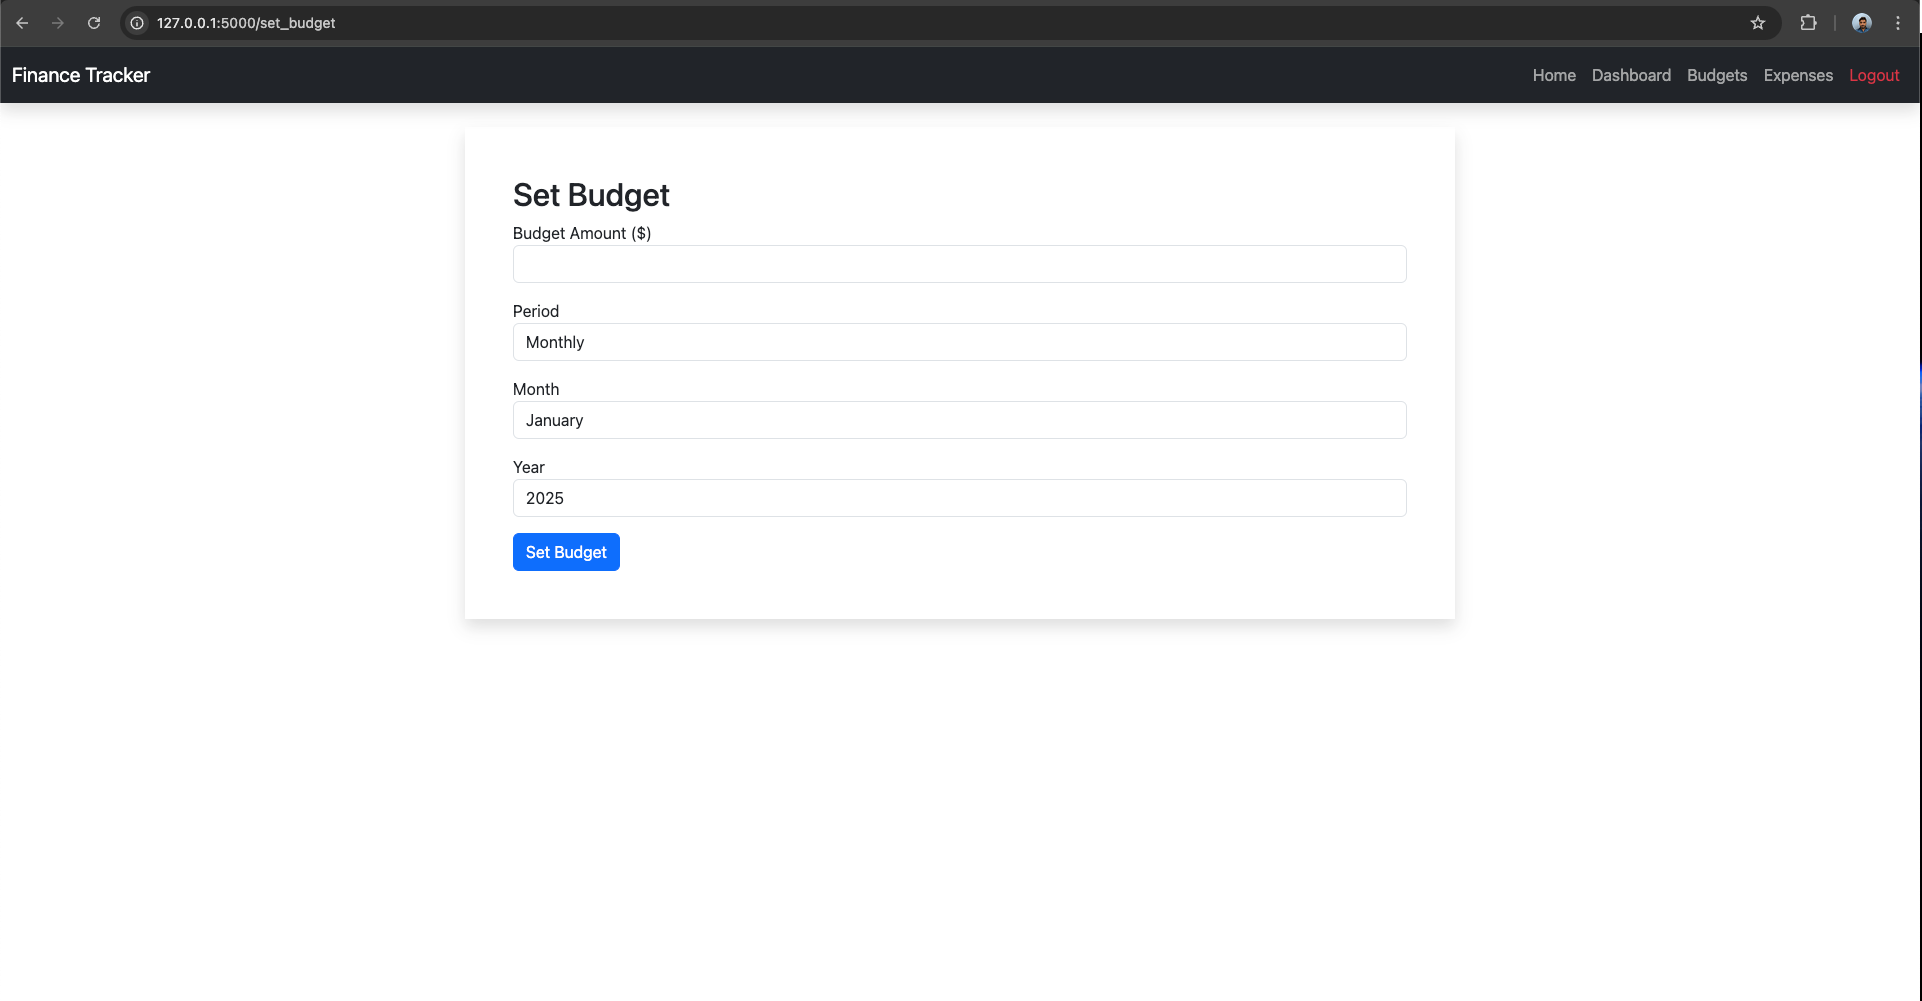 127.0.0.1:5000/set_budget
Finance Tracker Home Dashboard Budgets Expenses Logout
Set Budget
Budget Amount ($)
Period
Monthly
Month
January
Year
2025
Set Budget